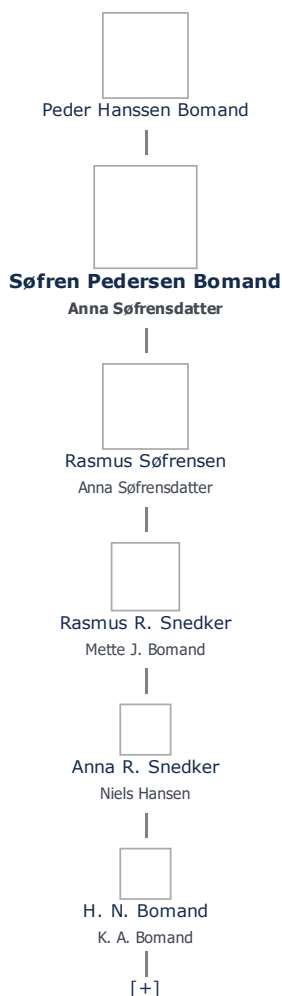 Peder Hanssen Bomand
Søfren Pedersen Bomand
Anna Søfrensdatter
Rasmus Søfrensen
Anna Søfrensdatter
Rasmus R. Snedker
Mette J. Bomand
Anna R. Snedker
Niels Hansen
H. N. Bomand
K. A. Bomand
[+]